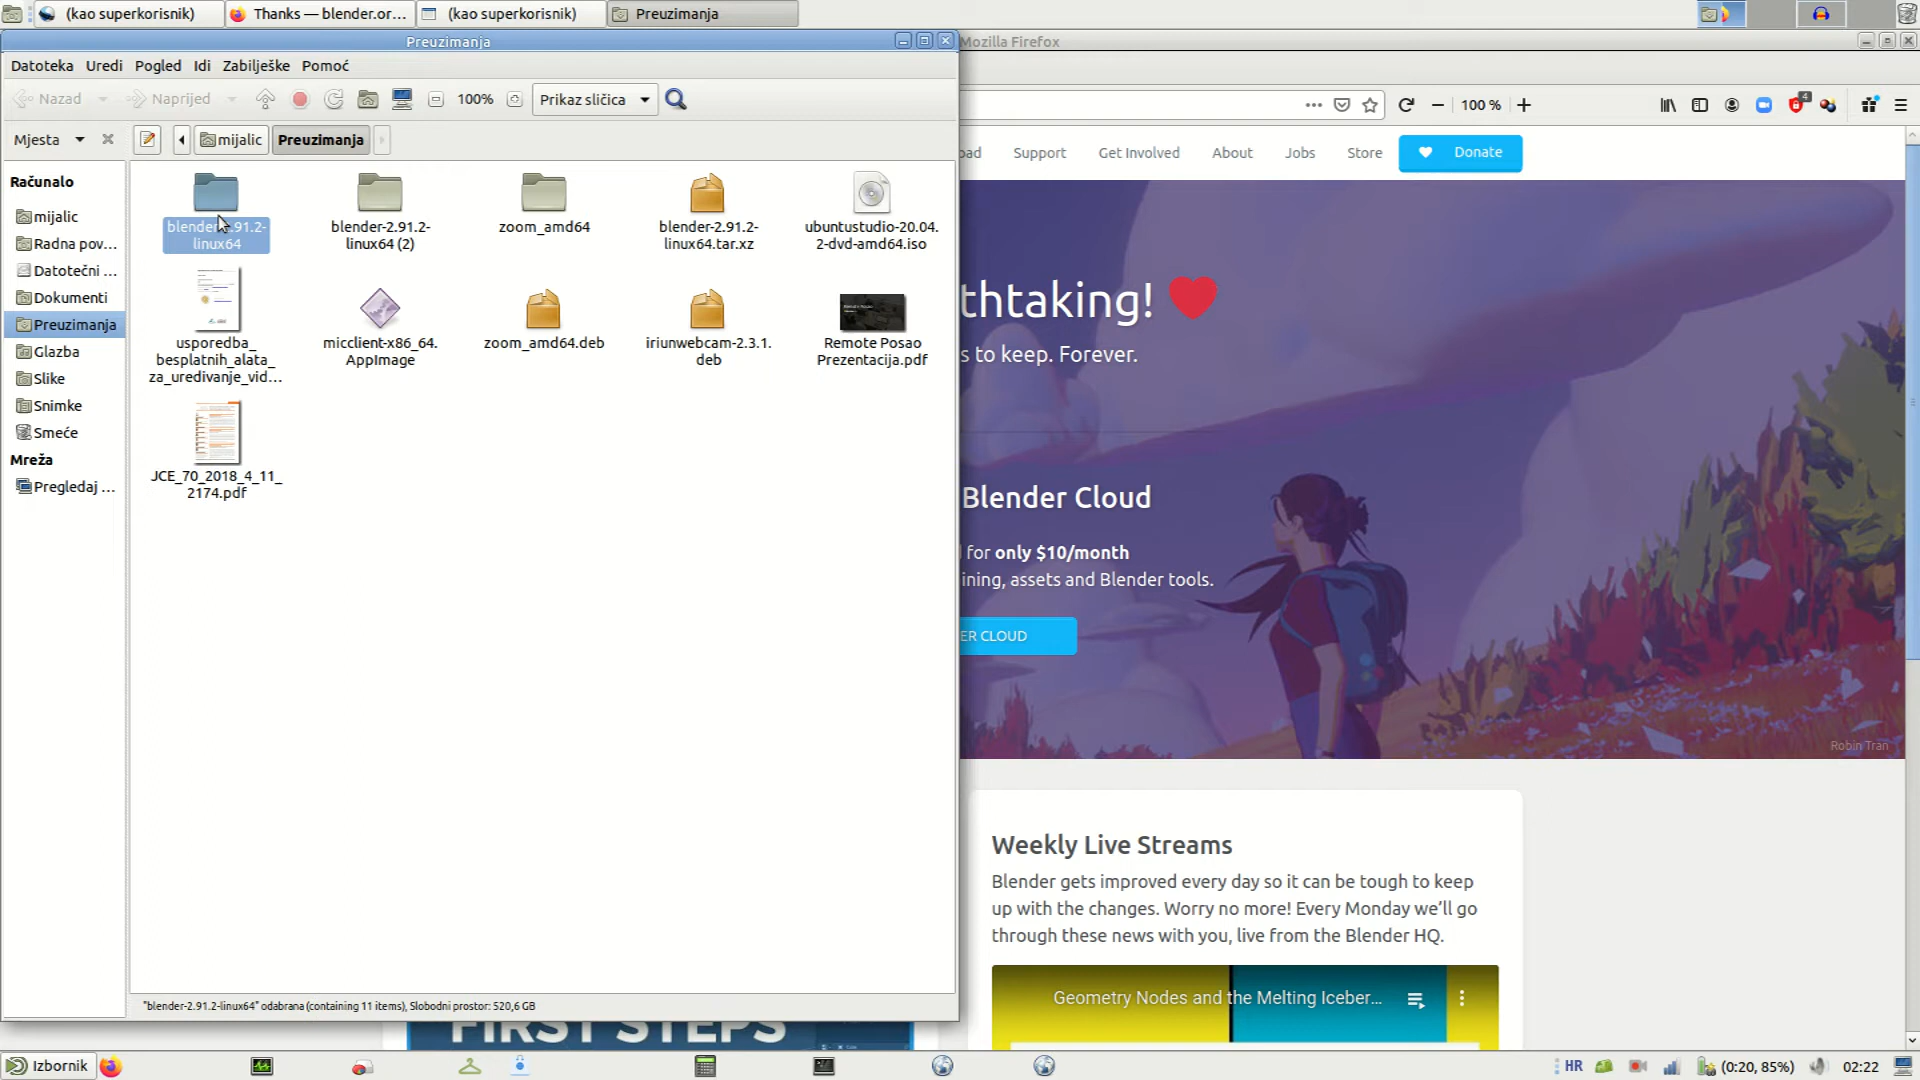 (kao superkorisnik)
Thanks — blender.or...
(kao superkorisnik)
Preuzimanja
Preuzimanja
Mozilla Firefox
Datoteka Uredi Pogled Idi Zabilješke Pomoć
Nazad Naprijed 100% Prikaz sličica
100 %
4
Mjesta mijalic Preuzimanja
Support Get Involved About Jobs Store Donate
Računalo
mijalic
Radna pov...
Datotečni ...
Dokumenti
Preuzimanja
Glazba
Slike
Snimke
Smeće
Mreža
Pregledaj ...
blender-2.91.2-
linux64
blender-2.91.2-
linux64 (2)
zoom_amd64
blender-2.91.2-
linux64.tar.xz
ubuntustudio-20.04.
2-dvd-amd64.iso
usporedba_
besplatnih_alata_
za_uredivanje_vid...
micclient-x86_64.
AppImage
zoom_amd64.deb
iriunwebcam-2.3.1.
deb
Remote Posao
Prezentacija.pdf
JCE_70_2018_4_11_
2174.pdf
thtaking!
s to keep. Forever.
Blender Cloud
for only $10/month
ining, assets and Blender tools.
ER CLOUD
Robin Tran
Weekly Live Streams
Blender gets improved every day so it can be tough to keep
up with the changes. Worry no more! Every Monday we'll go
through these news with you, live from the Blender HQ.
Geometry Nodes and the Melting Iceber...
"blender-2.91.2-linux64" odabrana (containing 11 items), Slobodni prostor: 520,6 GB
FIRST STEPS
Izbornik
HR
(0:20, 85%)
02:22